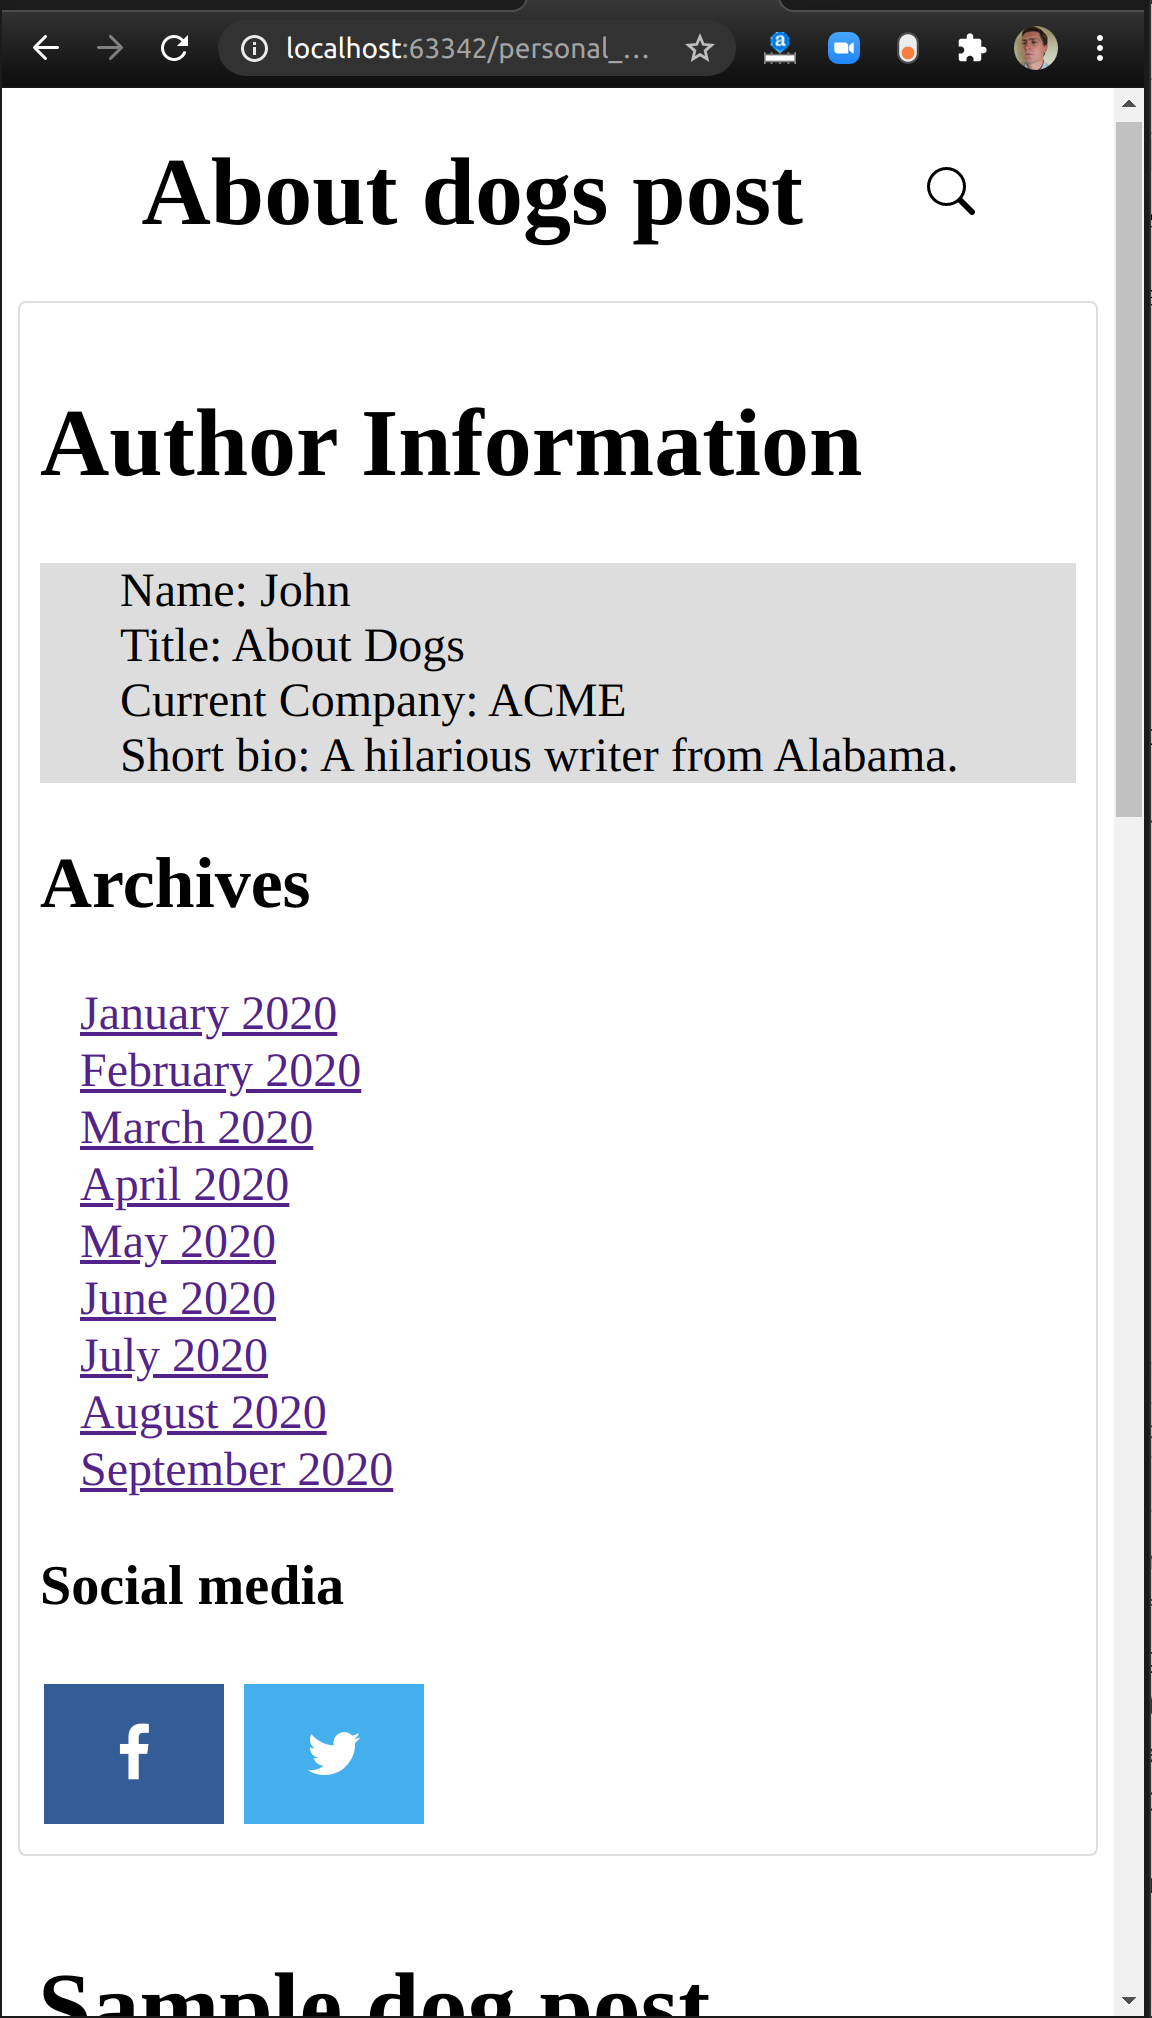 localhost:63342/personal_...
About dogs post
Author Information
Name: John
Title: About Dogs
Current Company: ACME
Short bio: A hilarious writer from Alabama.
Archives
January 2020
February 2020
March 2020
April 2020
May 2020
June 2020
July 2020
August 2020
September 2020
Social media
Sample dog post